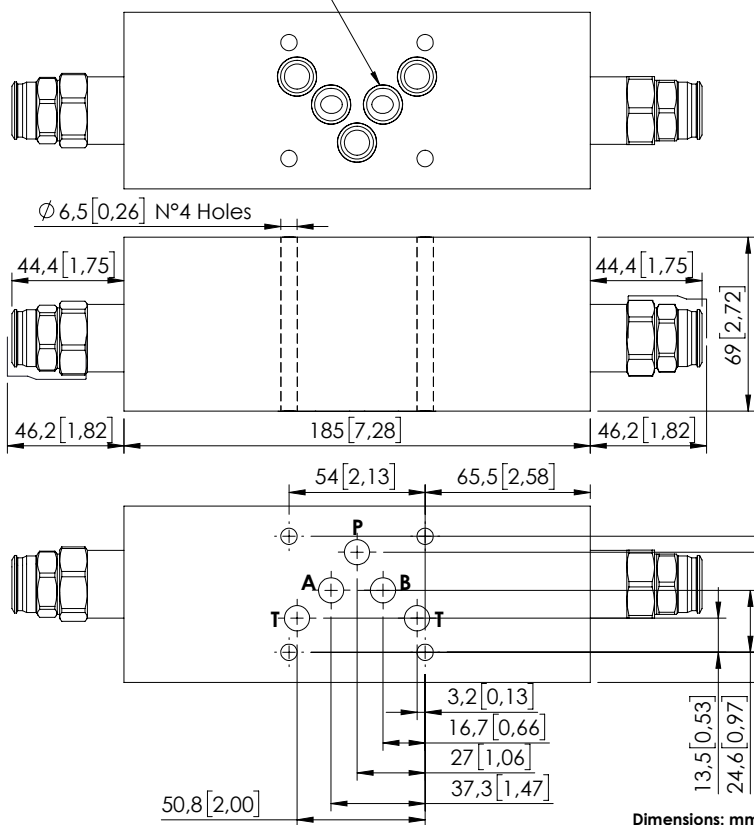 Ø 6,5[0,26] N°4 Holes
44,4[1,75]
44,4[1,75]
69[2,72]
46,2[1,82]
185[7,28]
46,2[1,82]
54[2,13]
65,5[2,58]
P
A
B
T
T
3,2[0,13]
16,7[0,66]
27[1,06]
37,3[1,47]
50,8[2,00]
13,5[0,53]
24,6[0,97]
Dimensions: mm